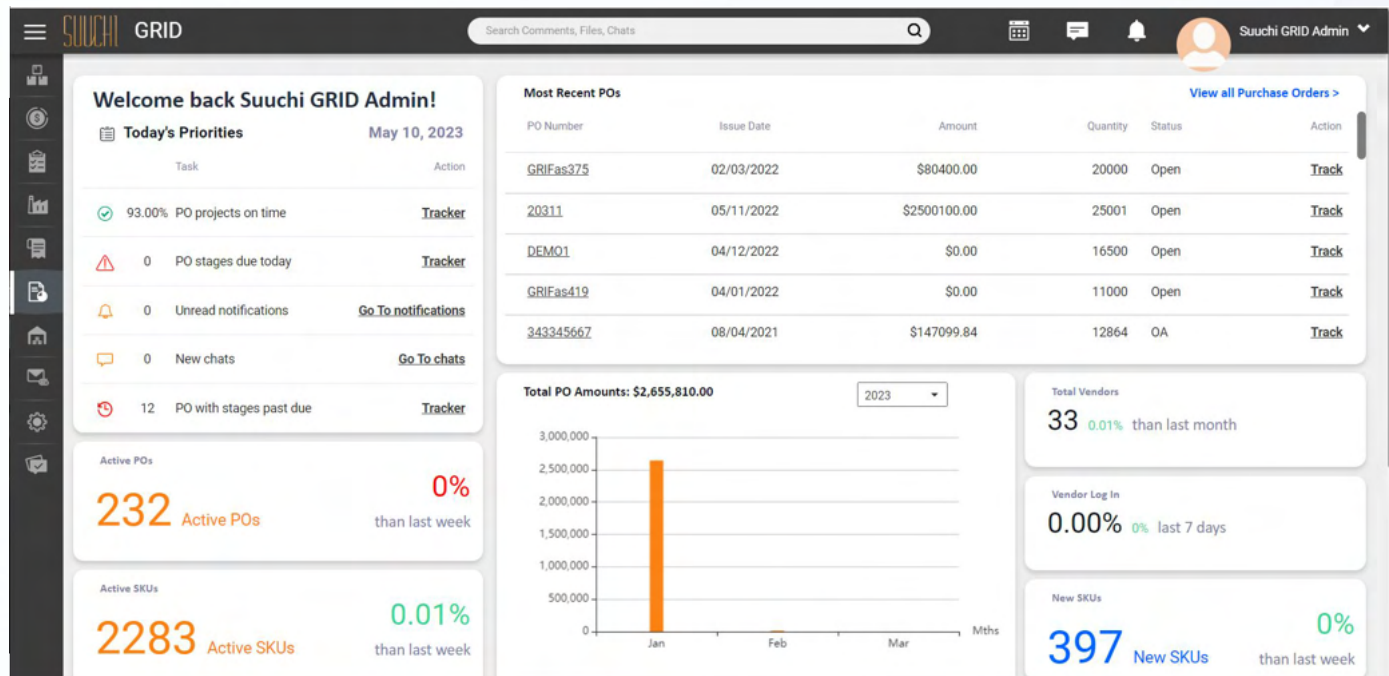 SUUCHI GRID Search Comments, Files, Chats Suuchi GRID Admin
Welcome back Suuchi GRID Admin!
Today's Priorities May 10, 2023
Task Action
93.00% PO projects on time Tracker
0 PO stages due today Tracker
0 Unread notifications Go To notifications
0 New chats Go To chats
12 PO with stages past due Tracker
Most Recent POs View all Purchase Orders >
PO Number Issue Date Amount Quantity Status Action
GRIFas375 02/03/2022 $80400.00 20000 Open Track
20311 05/11/2022 $2500100.00 25001 Open Track
DEMO1 04/12/2022 $0.00 16500 Open Track
GRIFas419 04/01/2022 $0.00 11000 Open Track
343345667 08/04/2021 $147099.84 12864 OA Track
Active POs
232 Active POs 0%
than last week
Active SKUs
2283 Active SKUs 0.01%
than last week
Total PO Amounts: $2,655,810.00 2023
3,000,000
2,500,000
2,000,000
1,500,000
1,000,000
500,000
0
Jan Feb Mar Mths
Total Vendors
33 0.01% than last month
Vendor Log In
0.00% 0% last 7 days
New SKUs
397 New SKUs 0%
than last week